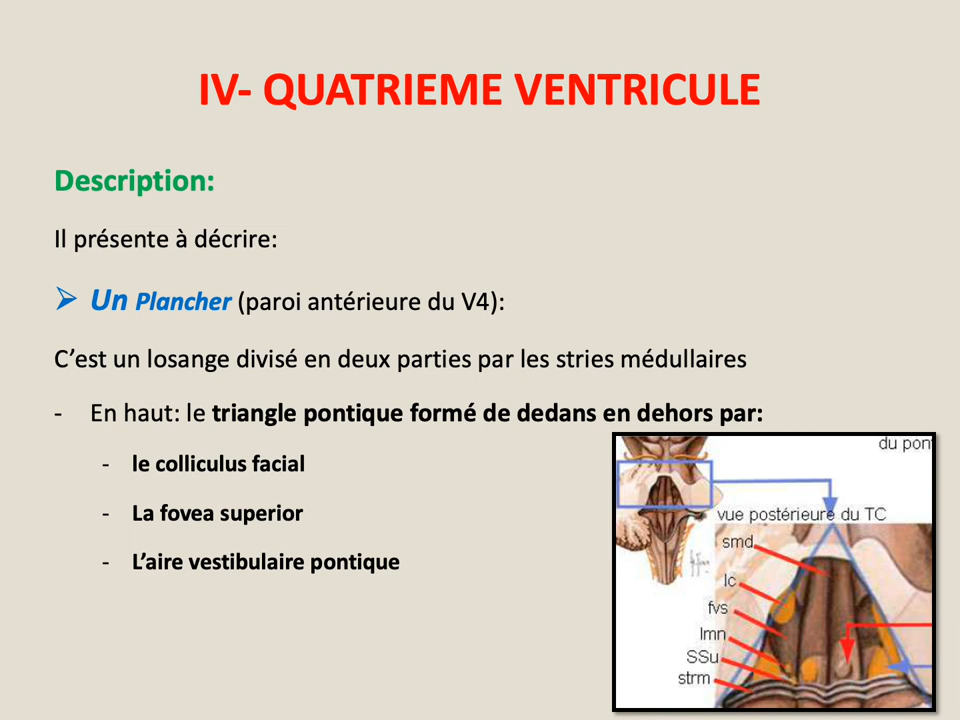 IV- QUATRIEME VENTRICULE
Description:
Il présente à décrire:
➢ Un Plancher (paroi antérieure du V4):
C’est un losange divisé en deux parties par les stries médullaires
- En haut: le triangle pontique formé de dedans en dehors par:
- le colliculus facial
- La fovea superior
- L’aire vestibulaire pontique
du pont
vue postérieure du TC
smd
lc
fvs
lmn
SSu
strm